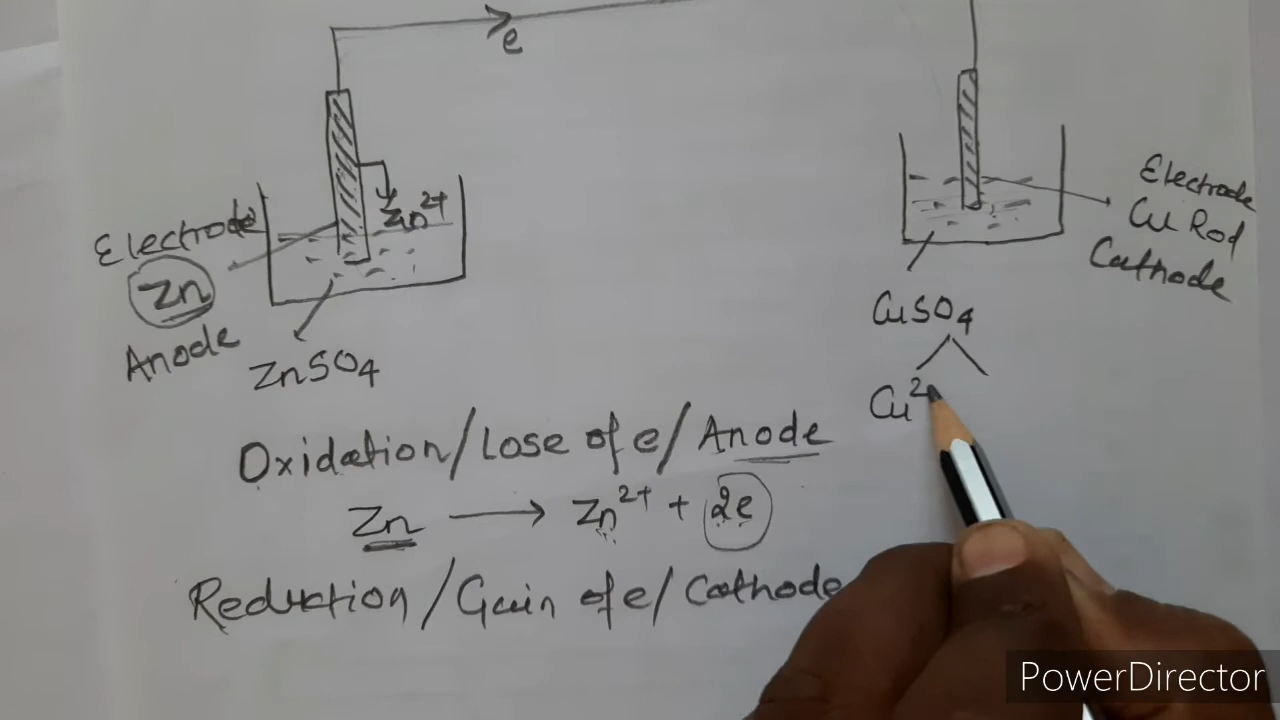 e
Zn2+
Electrode
Zn
Anode
ZnSO4
Electrode
Cu Rod
Cathode
CuSO4
Cu2
Oxidation/Lose of e/Anode
Zn → Zn2+ + 2e
Reduction/Gain of e/Cathode
PowerDirector